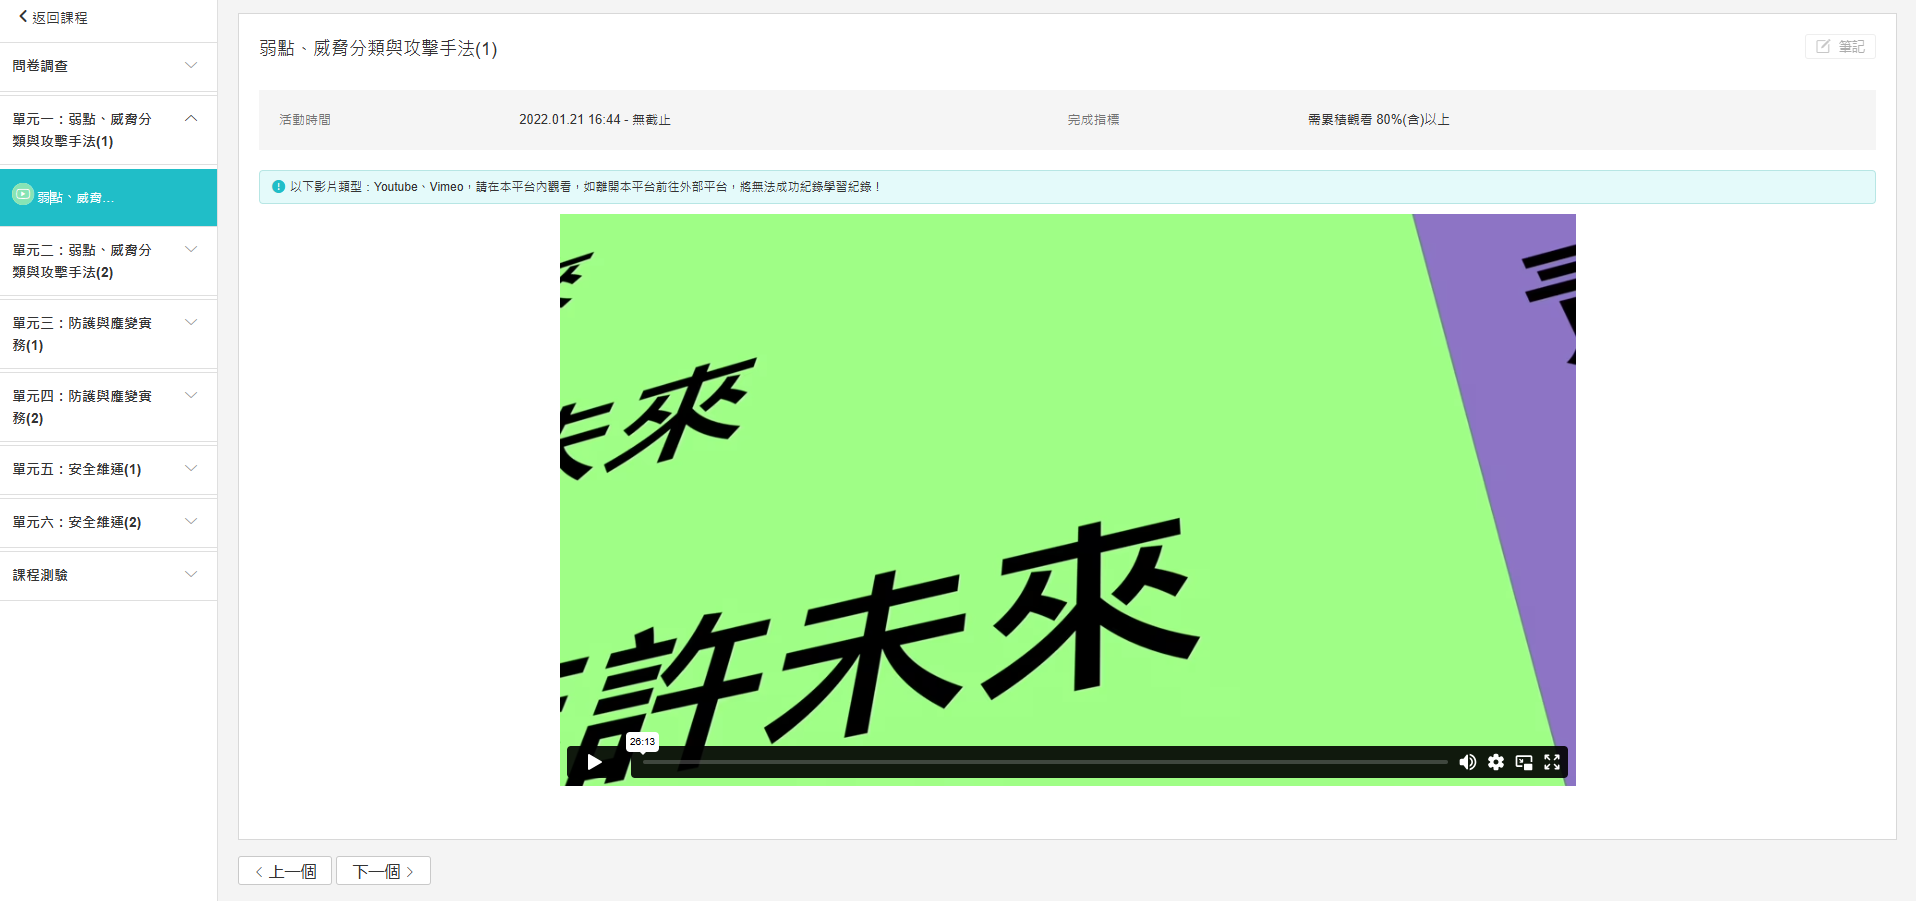 返回課程
問卷調查
單元一：弱點、威脅分
類與攻擊手法(1)
弱點、威脅...
單元二：弱點、威脅分
類與攻擊手法(2)
單元三：防護與應變實
務(1)
單元四：防護與應變實
務(2)
單元五：安全維運(1)
單元六：安全維運(2)
課程測驗
弱點、威脅分類與攻擊手法(1)
筆記
活動時間
2022.01.21 16:44 - 無截止
完成指標
需累積觀看 80%(含)以上
以下影片類型：Youtube、Vimeo，請在本平台內觀看，如離開本平台前往外部平台，將無法成功紀錄學習紀錄！
未來
許未來
26:13
上一個
下一個